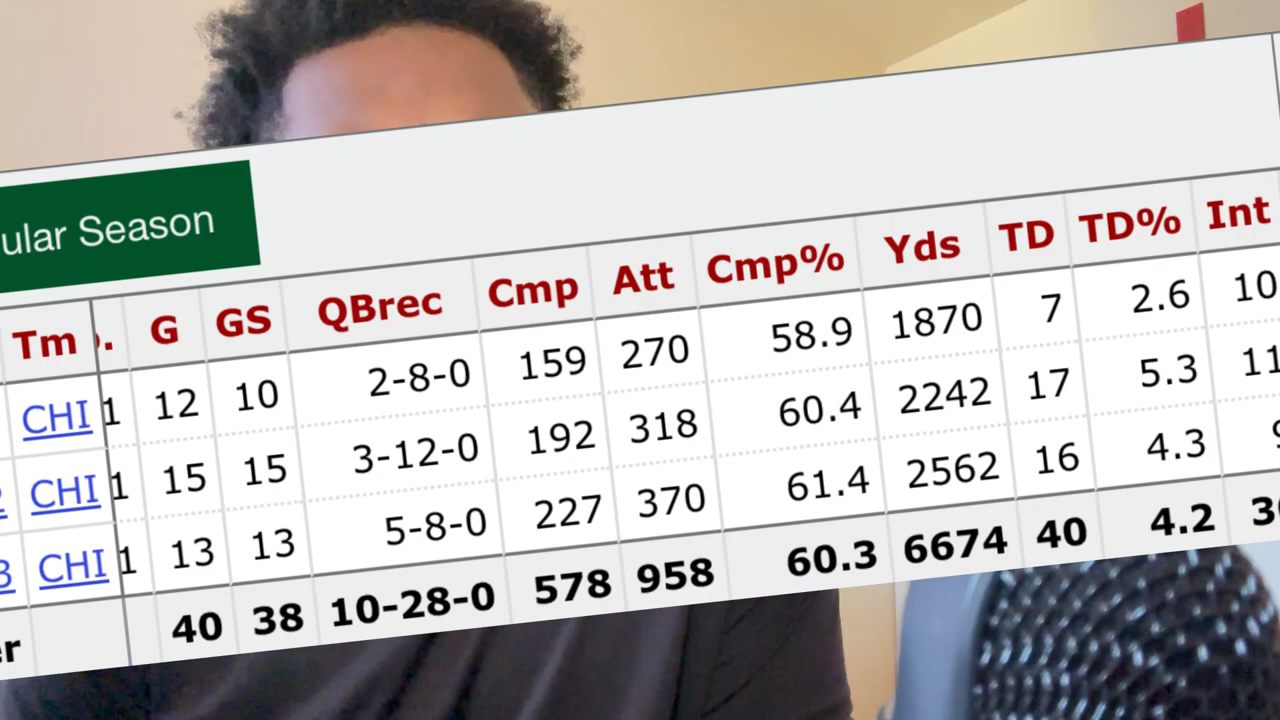 ular Season
Tm . G GS QBrec Cmp Att Cmp% Yds TD TD% Int
CHI 1 12 10 2-8-0 159 270 58.9 1870 7 2.6 10
CHI 1 15 15 3-12-0 192 318 60.4 2242 17 5.3 11
3 CHI 1 13 13 5-8-0 227 370 61.4 2562 16 4.3
er 40 38 10-28-0 578 958 60.3 6674 40 4.2 3